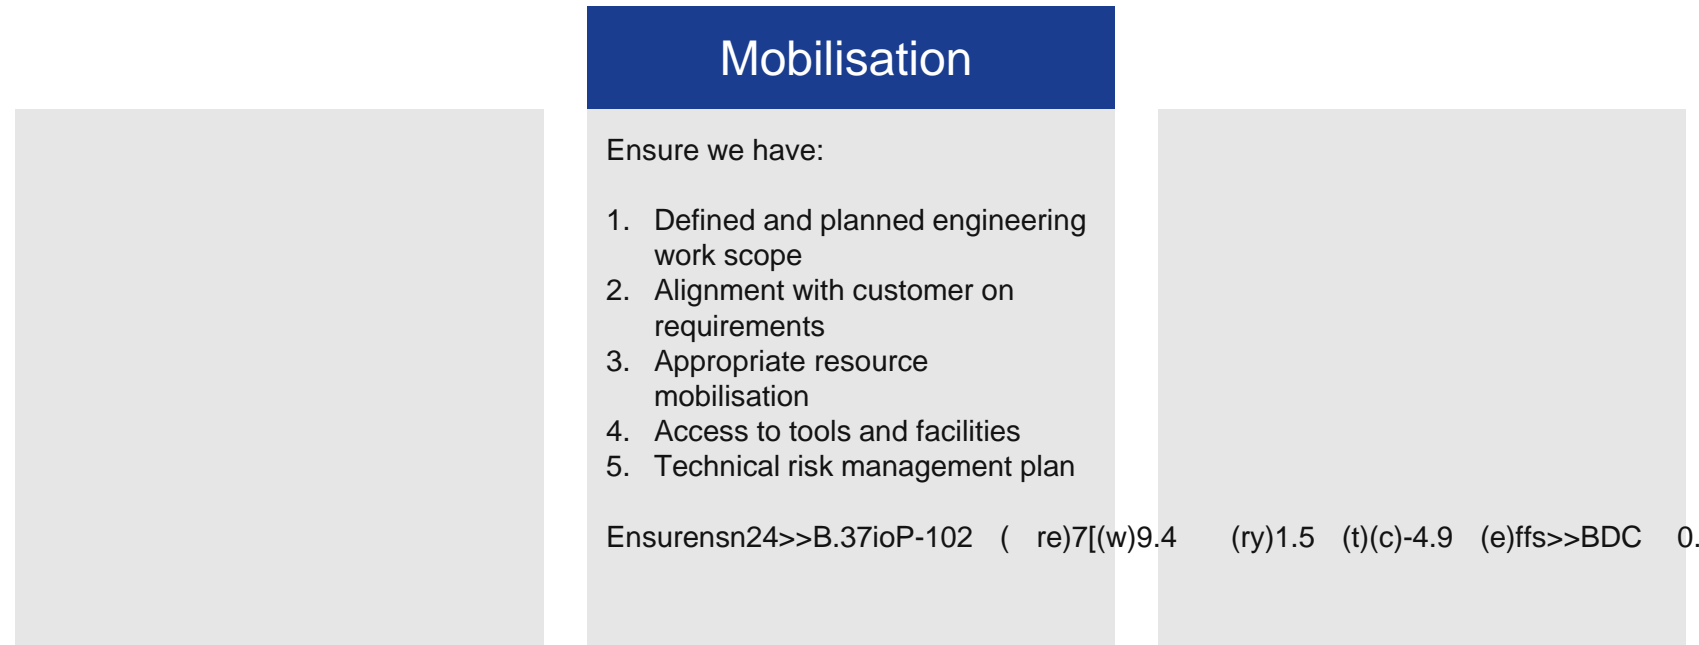 Mobilisation
Ensure we have:
1. Defined and planned engineering
work scope
2. Alignment with customer on
requirements
3. Appropriate resource
mobilisation
4. Access to tools and facilities
5. Technical risk management plan
Ensurensn24>>B.37ioP-102 ( re)7[(w)9.4 (ry)1.5 (t)(c)-4.9 (e)ffs>>BDC 0.